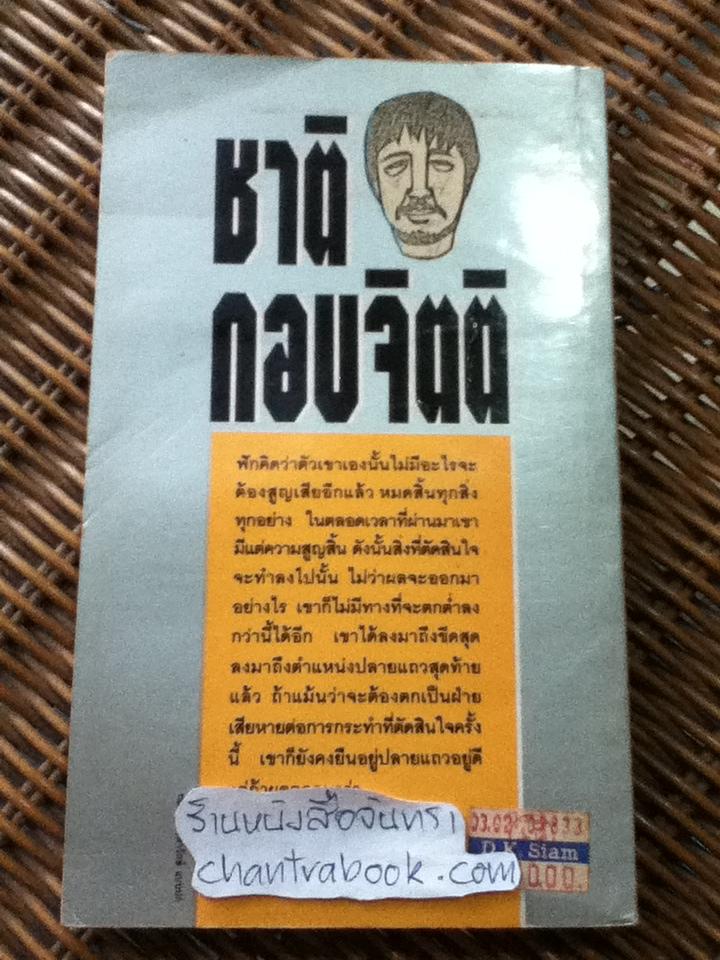 ชาติ
กอบจิตติ
ฟักคิดว่าตัวเขาเองนั้นไม่มีอะไรจะ
ต้องสูญเสียอีกแล้ว หมดสิ้นทุกสิ่ง
ทุกอย่าง ในตลอดเวลาที่ผ่านมาเขา
มีแต่ความสูญสิ้น ดังนั้นสิ่งที่ตัดสินใจ
จะทำลงไปนั้น ไม่ว่าผลจะออกมา
อย่างไร เขาก็ไม่มีทางที่จะตกต่ำลง
กว่านี้ได้อีก เขาได้ลงมาถึงขีดสุด
ลงมาถึงตำแหน่งปลายแถวสุดท้าย
แล้ว ถ้าแม้นว่าจะต้องตกเป็นฝ่าย
เสียหายต่อการกระทำที่ตัดสินใจครั้ง
นี้ เขาก็ยังคงยืนอยู่ปลายแถวอยู่ดี
ร้านหนังสือจันทรา
chantrabook.com
D.K. Siam